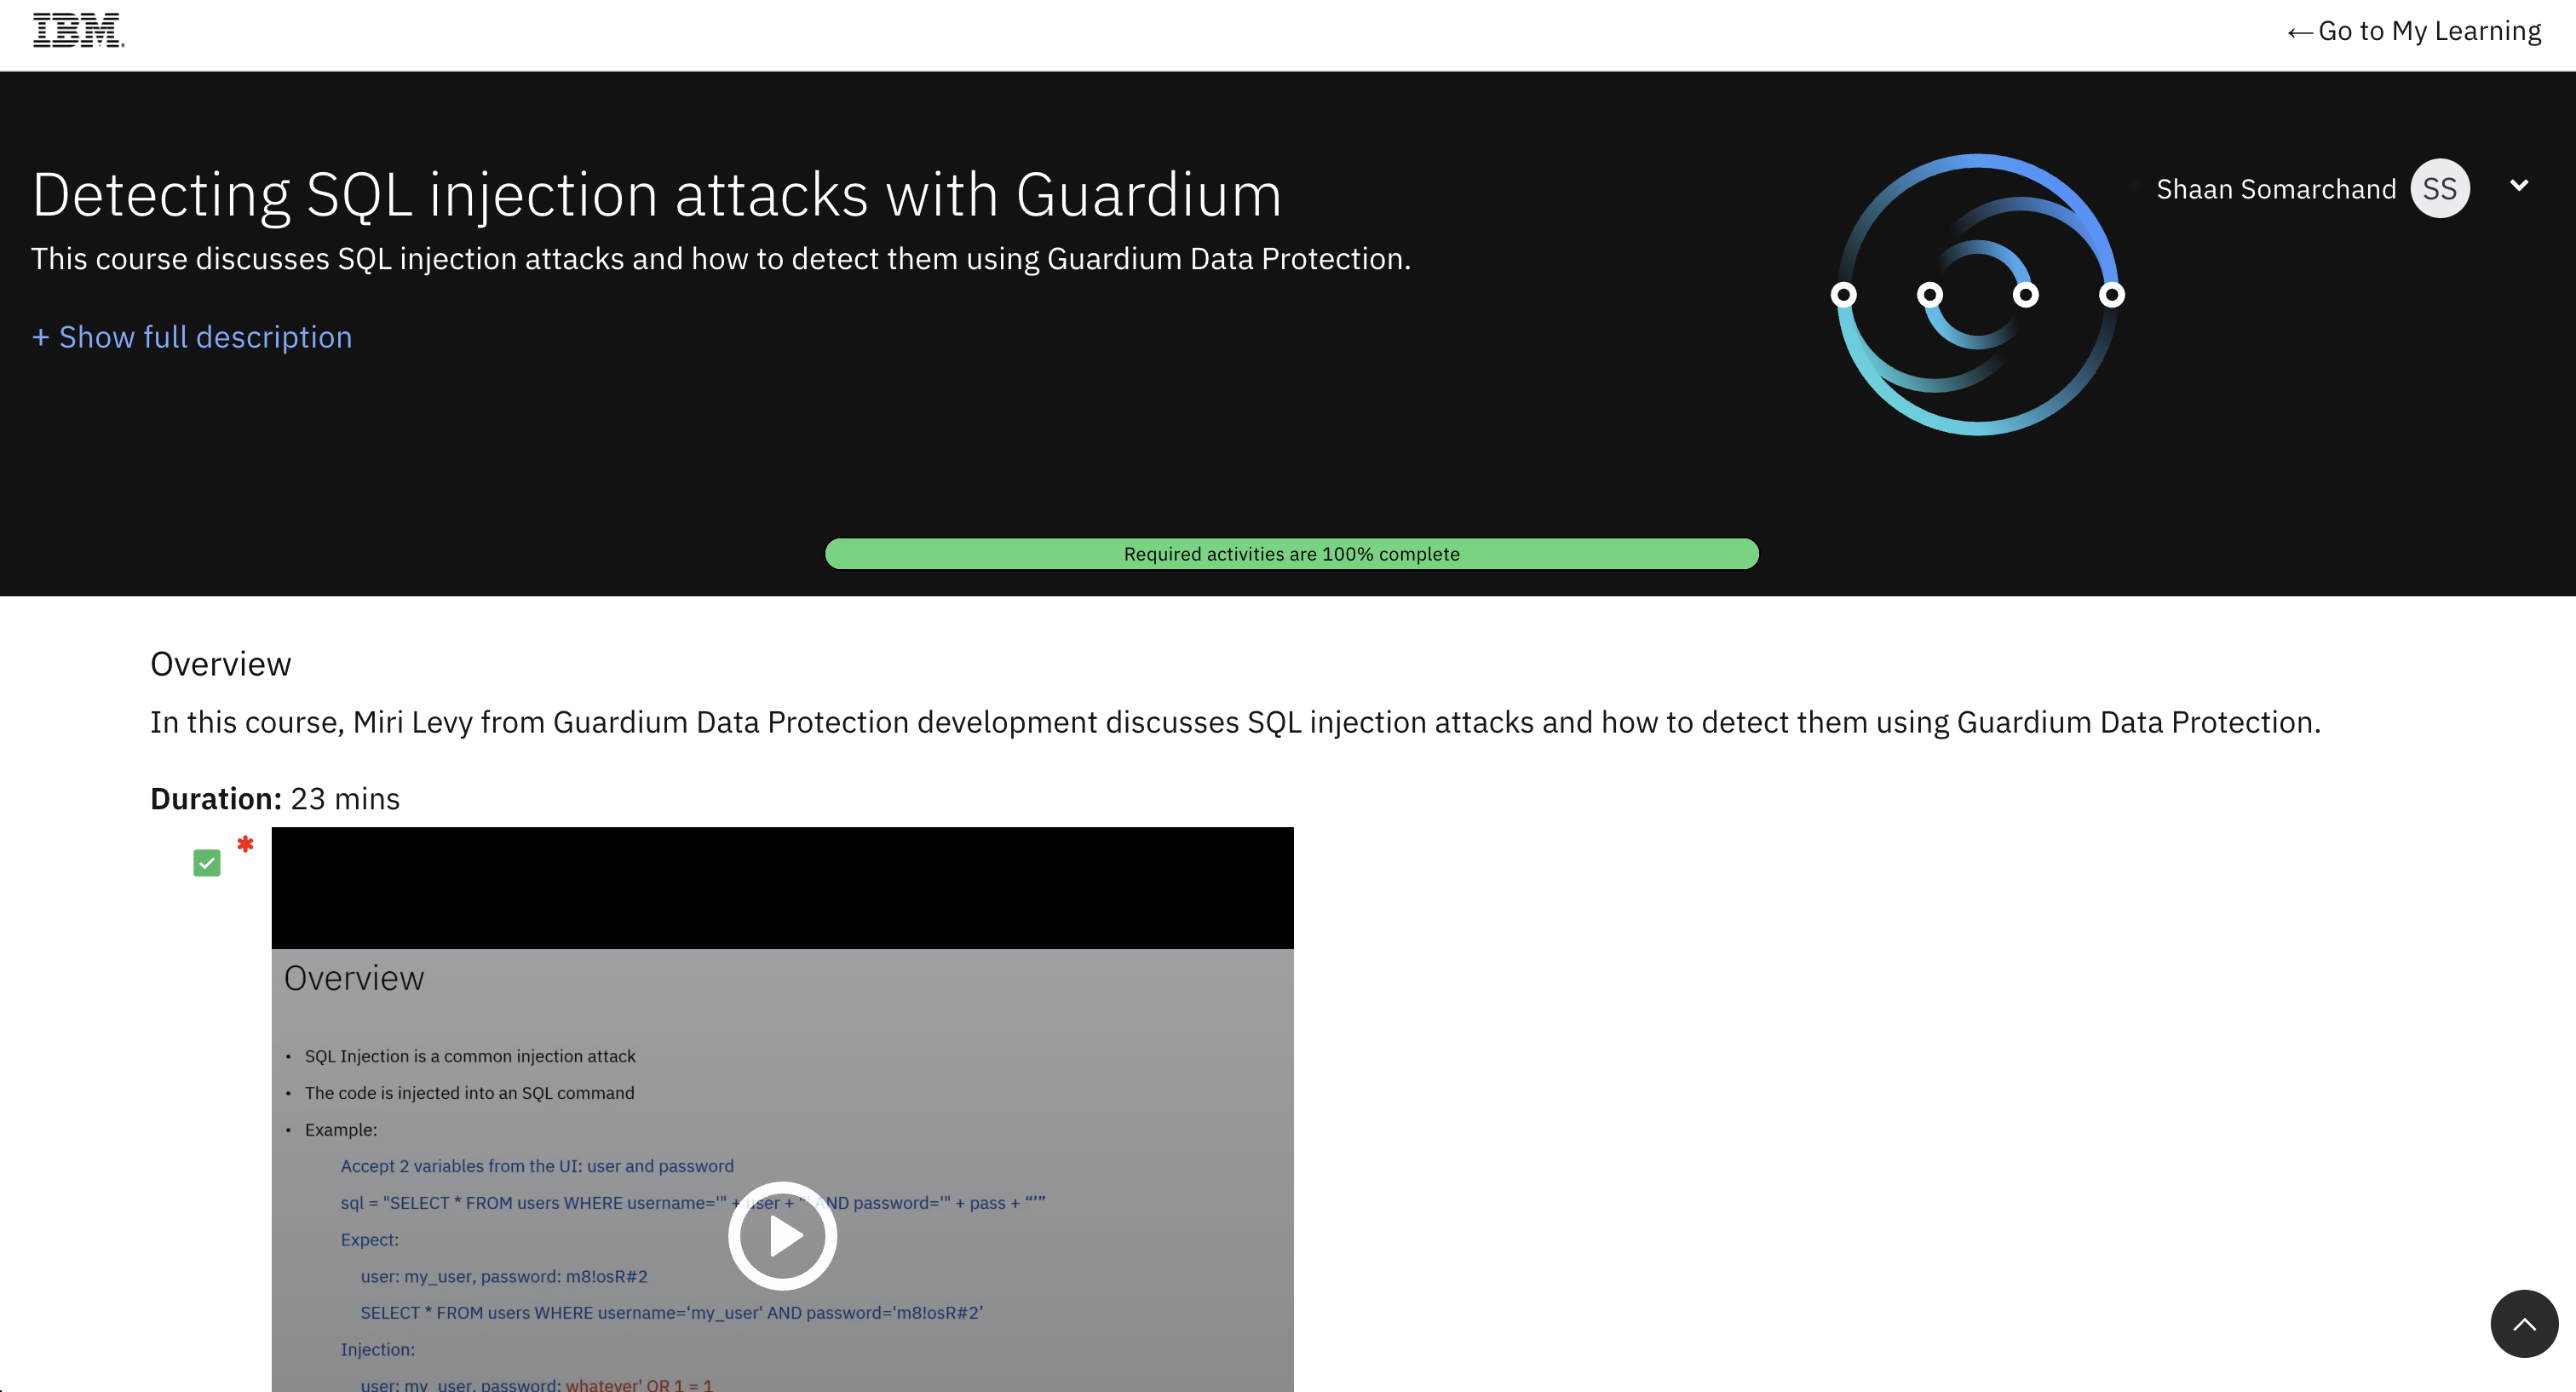 IBM
←Go to My Learning
Detecting SQL injection attacks with Guardium
Shaan Somarchand SS
This course discusses SQL injection attacks and how to detect them using Guardium Data Protection.
+ Show full description
Required activities are 100% complete
Overview
In this course, Miri Levy from Guardium Data Protection development discusses SQL injection attacks and how to detect them using Guardium Data Protection.
Duration: 23 mins
*
Overview
• SQL Injection is a common injection attack
• The code is injected into an SQL command
• Example:
Accept 2 variables from the UI: user and password
sql = "SELECT * FROM users WHERE username='" + user + "' AND password='" + pass + “’”
Expect:
user: my_user, password: m8!osR#2
SELECT * FROM users WHERE username=‘my_user' AND password='m8!osR#2’
Injection:
user: my_user, password: whatever' OR 1 = 1